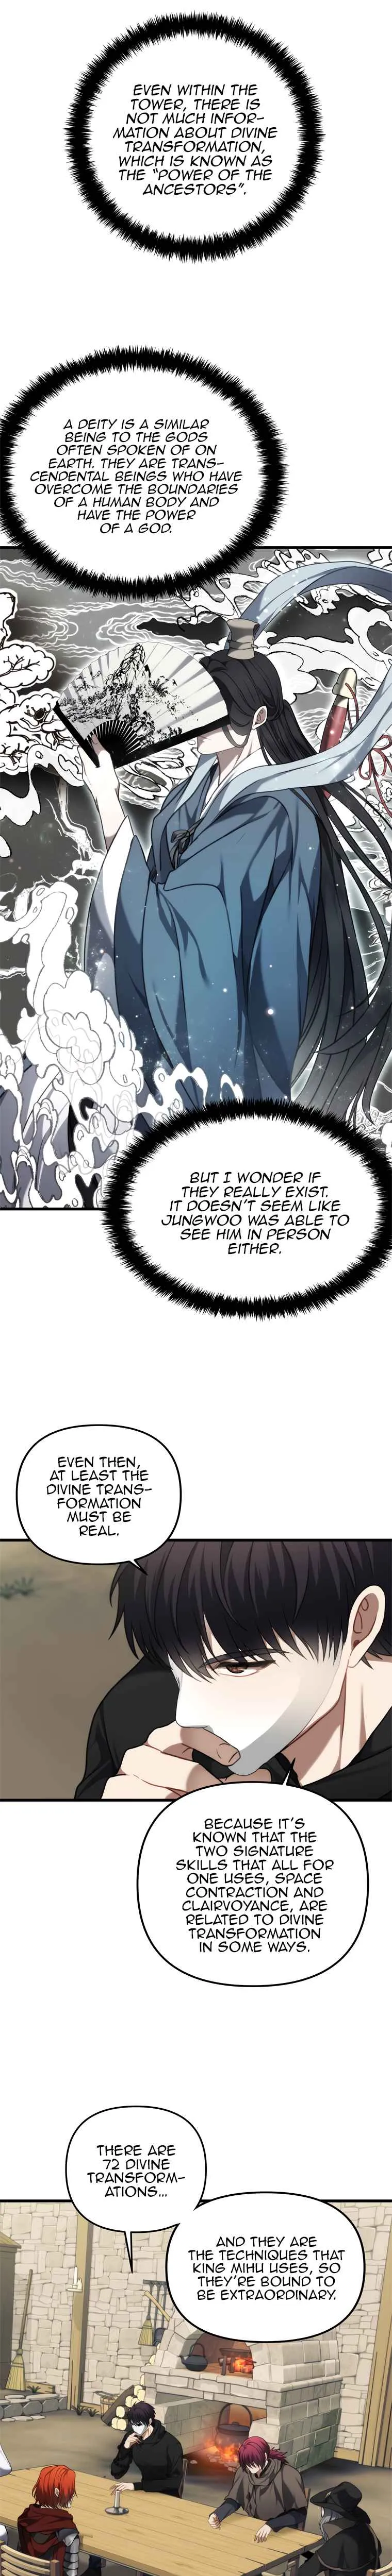 EVEN WITHIN THE
TOWER, THERE IS
NOT MUCH INFOR-
MATION ABOUT DIVINE
TRANSFORMATION,
WHICH IS KNOWN AS
THE "POWER OF THE
ANCESTORS".
A DEITY IS A SIMILAR
BEING TO THE GODS
OFTEN SPOKEN OF ON
EARTH. THEY ARE TRANS-
CENDENTAL BEINGS WHO HAVE
OVERCOME THE BOUNDARIES
OF A HUMAN BODY AND
HAVE THE POWER
OF A GOD.
BUT I WONDER IF
THEY REALLY EXIST.
IT DOESN'T SEEM LIKE
JUNGWOO WAS ABLE TO
SEE HIM IN PERSON
EITHER.
EVEN THEN,
AT LEAST THE
DIVINE TRANS-
FORMATION
MUST BE
REAL.
BECAUSE IT'S
KNOWN THAT THE
TWO SIGNATURE
SKILLS THAT ALL FOR
ONE USES, SPACE
CONTRACTION AND
CLAIRVOYANCE, ARE
RELATED TO DIVINE
TRANSFORMATION
IN SOME WAYS.
THERE ARE
72 DIVINE
TRANSFORM-
ATIONS...
AND THEY ARE
THE TECHNIQUES THAT
KING MIHU USES, SO
THEY'RE BOUND TO
BE EXTRAORDINARY.